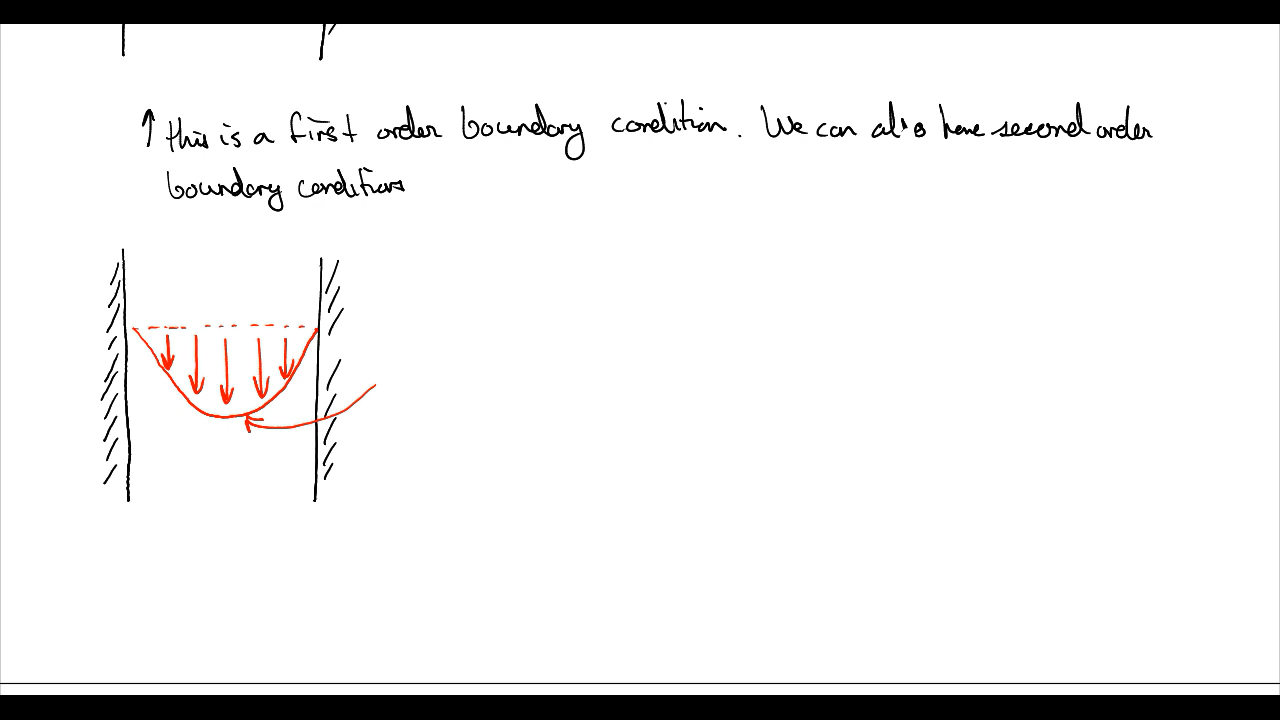 ↑ this is a first order boundary condition. We can also have second order
boundary conditions